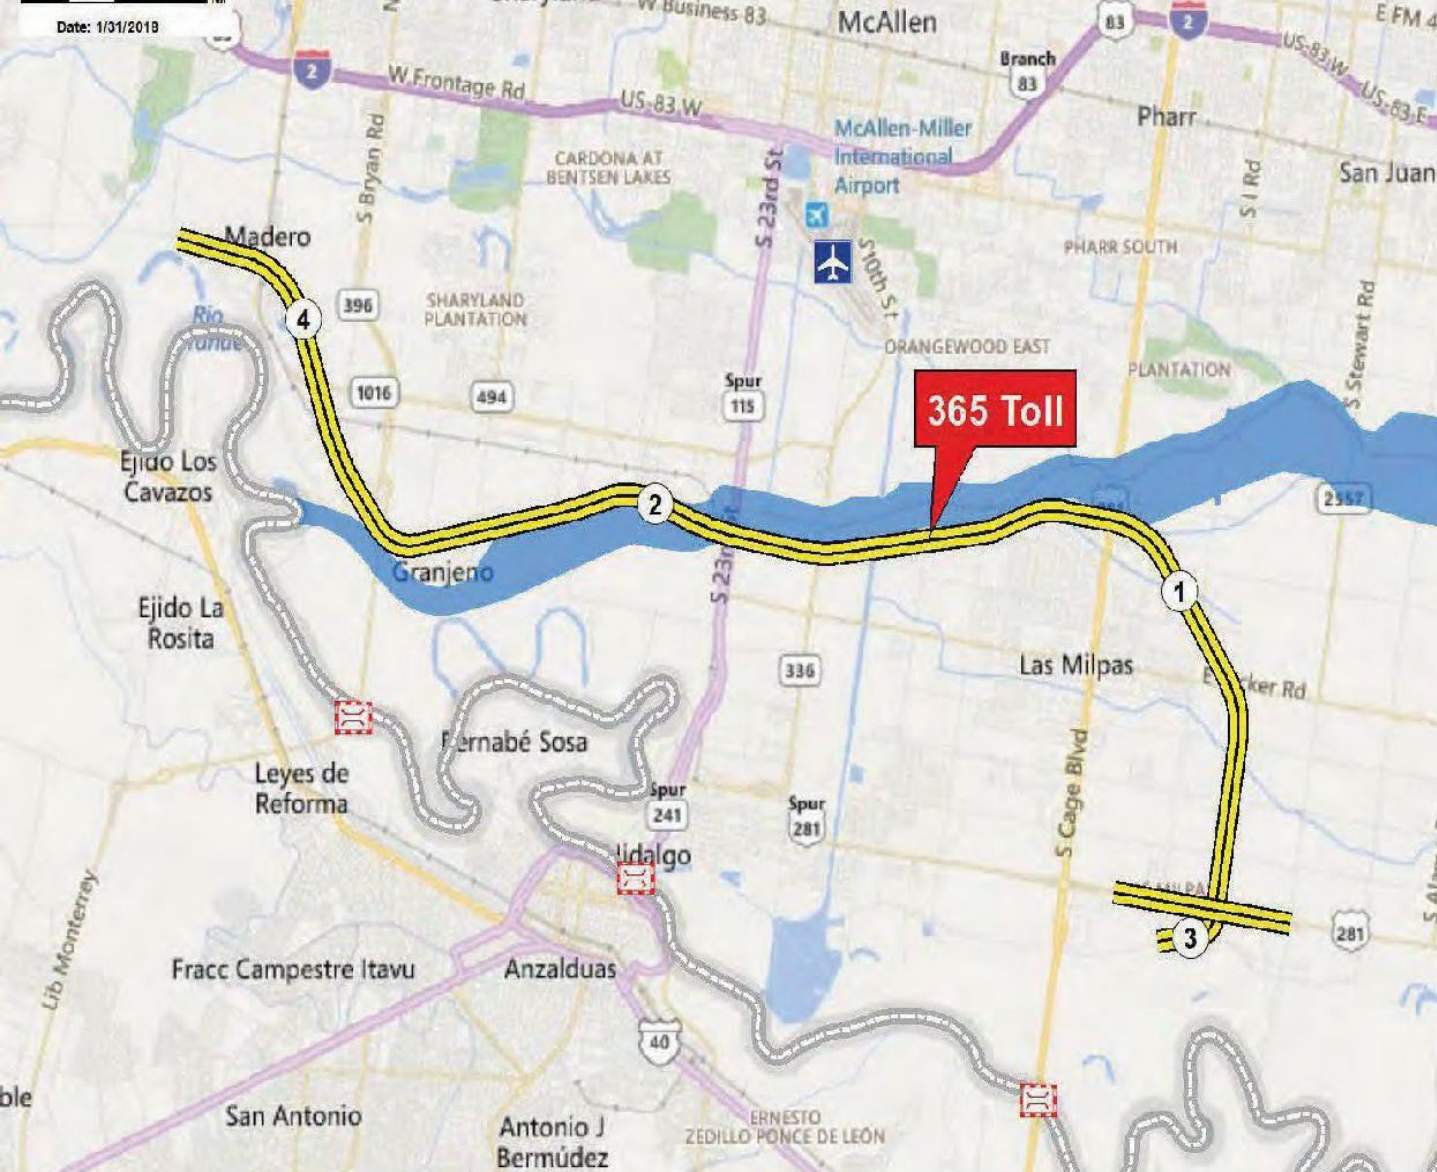 Date: 1/31/2018
W Business 83
McAllen
83
2
E FM 4
Branch
83
US-83 W
US-83-E
2
W Frontage Rd
US-83 W
Pharr
McAllen-Miller
International
Airport
San Juan
S Bryan Rd
CARDONA AT
BENTSEN LAKES
S 23rd St
S I Rd
Madero
S 10th St
PHARR SOUTH
396
4
SHARYLAND
PLANTATION
Rio
ORANGEWOOD EAST
PLANTATION
S Stewart Rd
1016
494
Spur
115
365 Toll
Ejido Los
Cavazos
2
2557
Granjeno
S 23rd St
1
Ejido La
Rosita
336
Las Milpas
cker Rd
Bernabé Sosa
Leyes de
Reforma
Spur
241
Spur
281
S Cage Blvd
Hidalgo
Lib Monterrey
3
281
Fracc Campestre Itavu
Anzalduas
40
San Antonio
Antonio J
Bermúdez
ERNESTO
ZEDILLO PONCE DE LEÓN